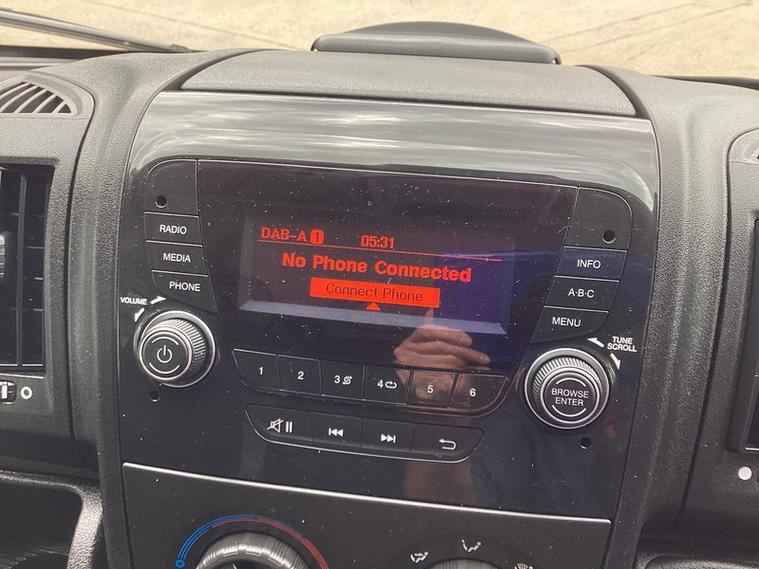 DAB-A 1 05:31
No Phone Connected
Connect Phone
RADIO
MEDIA
PHONE
VOLUME
INFO
A·B·C
MENU
TUNE
SCROLL
BROWSE
ENTER
1 2 3 4 5 6